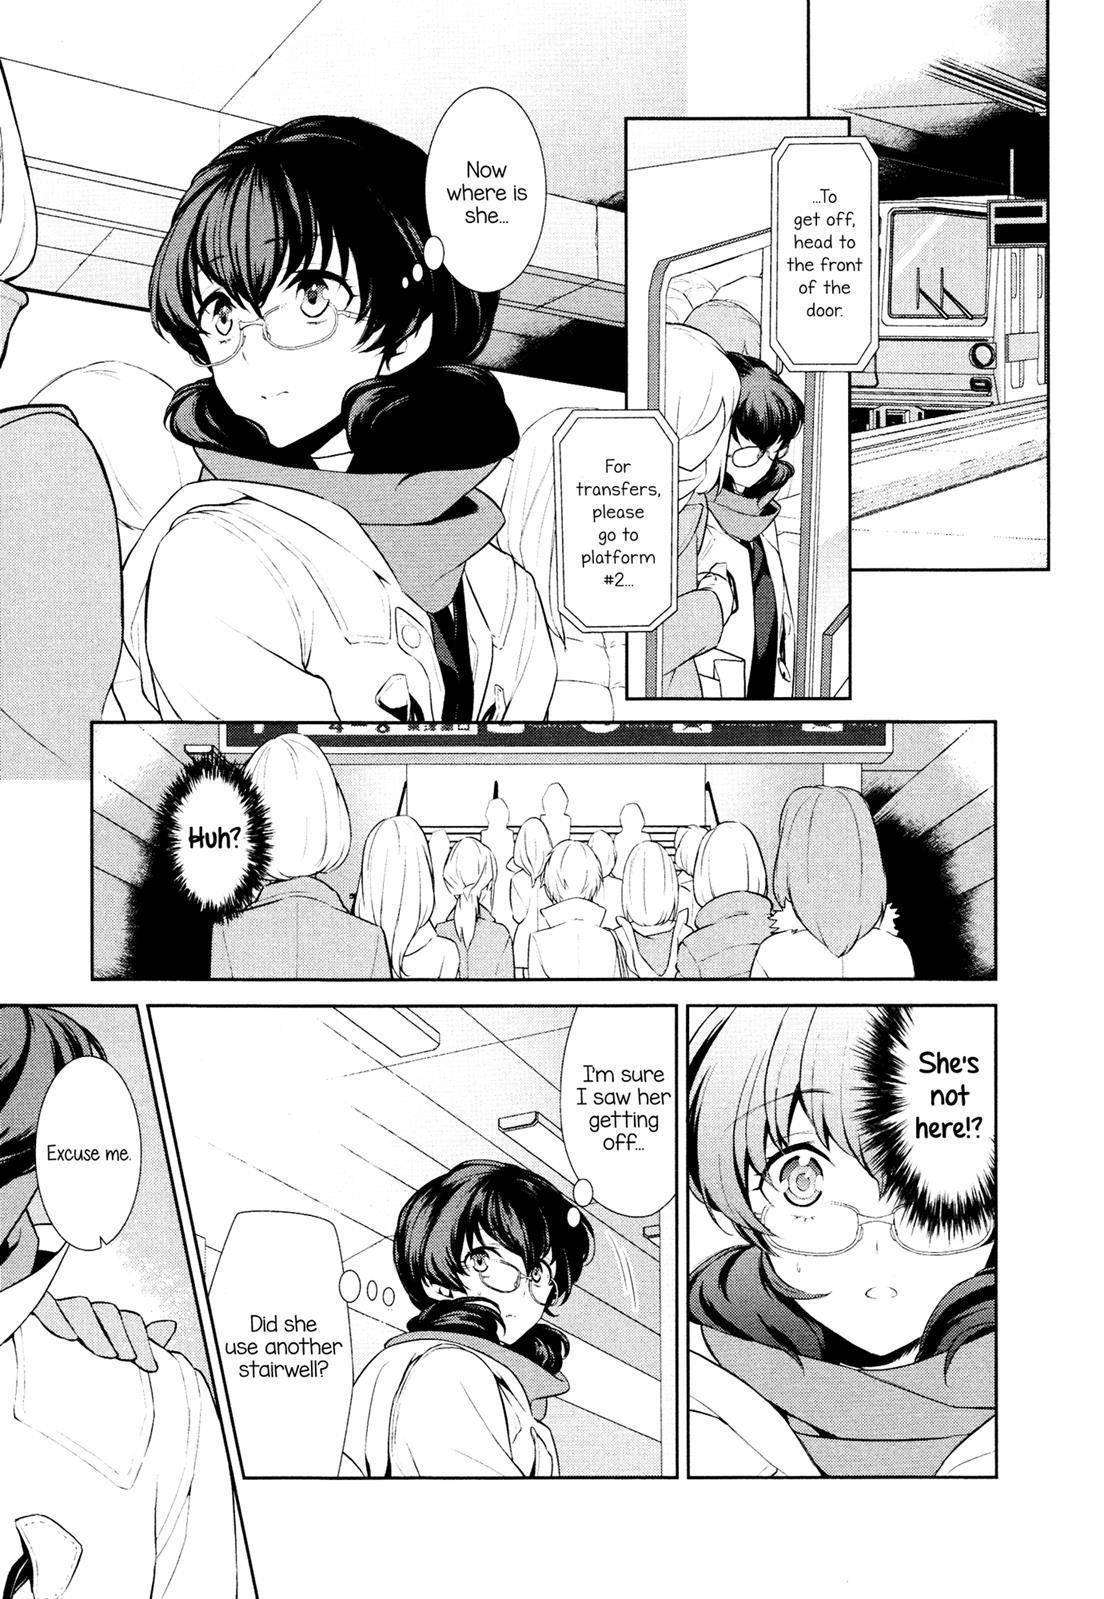 ...To
get off,
head to
the front
of the
door.
For
transfers,
please
go to
platform
#2...
Now
where is
she...
Huh?
She's
not
here!?
I'm sure
I saw her
getting
off...
Did she
use another
stairwell?
Excuse me.